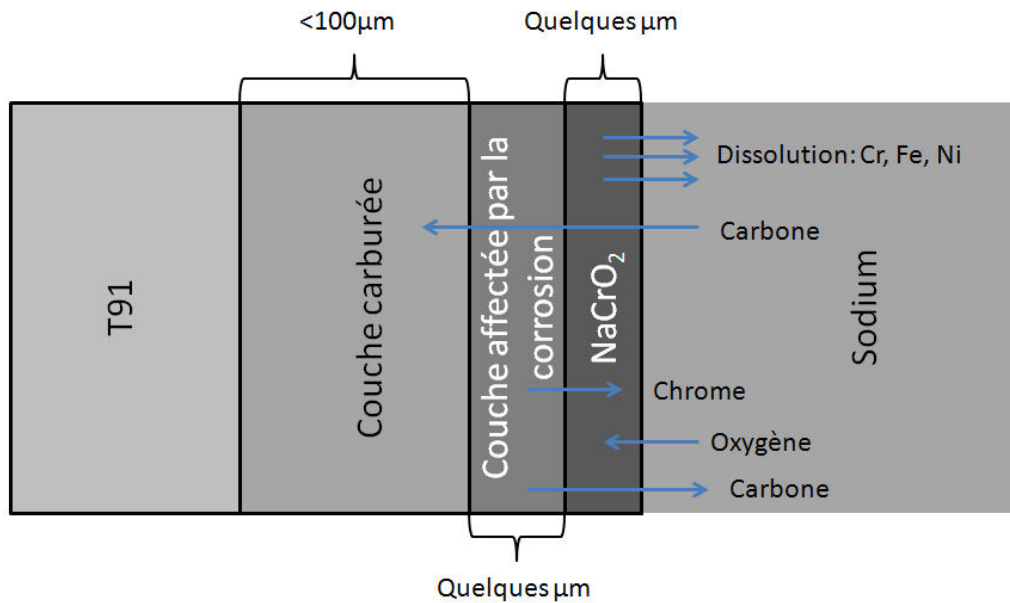 <100µm
Quelques µm
T91
Couche carburée
Couche affectée par la
corrosion
NaCrO₂
Dissolution: Cr, Fe, Ni
Carbone
Sodium
Chrome
Oxygène
Carbone
Quelques µm